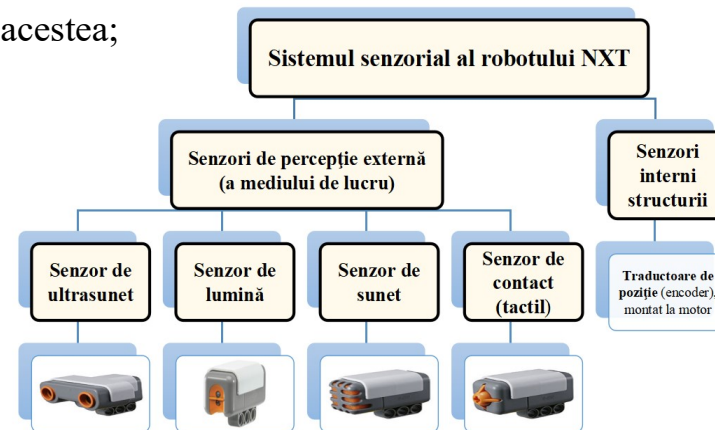 acestea;
Sistemul senzorial al robotului NXT
Senzori de percepţie externă
(a mediului de lucru)
Senzori
interni
structurii
Senzor de
ultrasunet
Senzor de
lumină
Senzor de
sunet
Senzor de
contact
(tactil)
Traductoare de
poziţie (encoder),
montat la motor